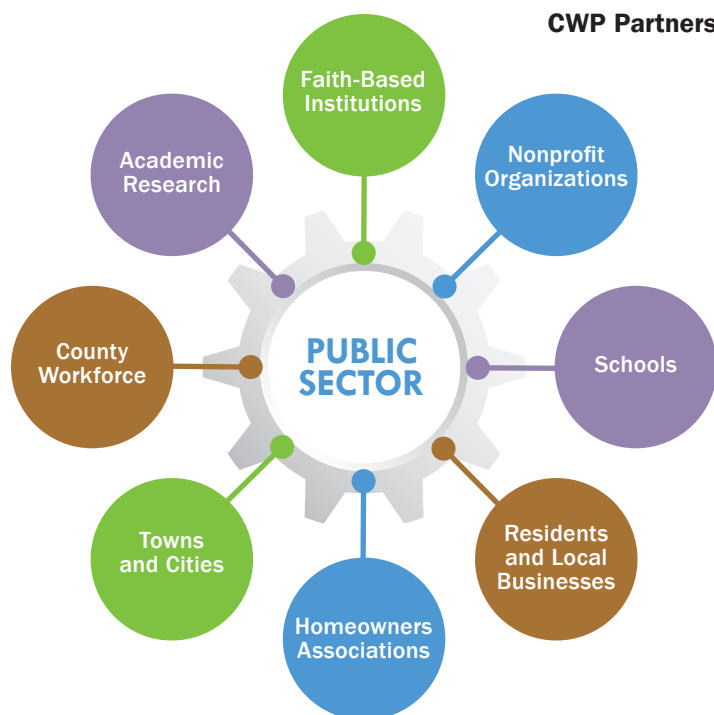 CWP Partners
Faith-Based
Institutions
Academic
Research
Nonprofit
Organizations
County
Workforce
PUBLIC
SECTOR
Schools
Towns
and Cities
Residents
and Local
Businesses
Homeowners
Associations